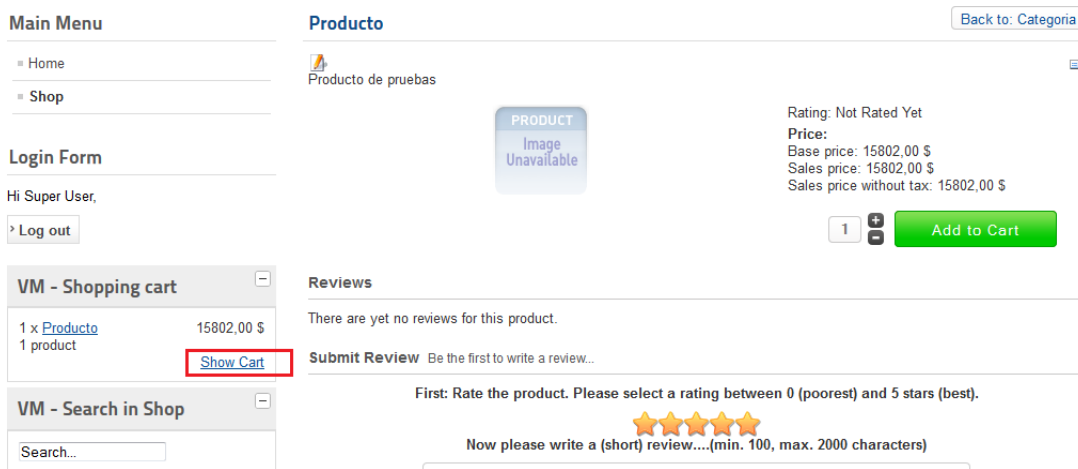 Main Menu
Home
Shop
Login Form
Hi Super User,
Log out
VM - Shopping cart
1 x Producto 15802,00 $
1 product
Show Cart
VM - Search in Shop
Search...
Producto
Back to: Categoria
Producto de pruebas
PRODUCT
Image
Unavailable
Rating: Not Rated Yet
Price:
Base price: 15802,00 $
Sales price: 15802,00 $
Sales price without tax: 15802,00 $
1
Add to Cart
Reviews
There are yet no reviews for this product.
Submit Review Be the first to write a review...
First: Rate the product. Please select a rating between 0 (poorest) and 5 stars (best).
Now please write a (short) review....(min. 100, max. 2000 characters)